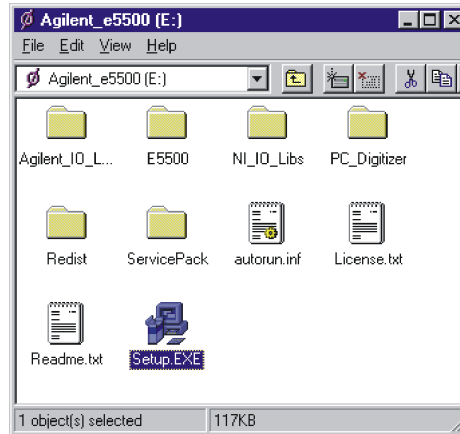 Agilent_e5500 (E:)
File Edit View Help
Agilent_e5500 (E:)
Agilent_IO_L... E5500 NI_IO_Libs PC_Digitizer
Redist ServicePack autorun.inf License.txt
Readme.txt Setup.EXE
1 object(s) selected 117KB